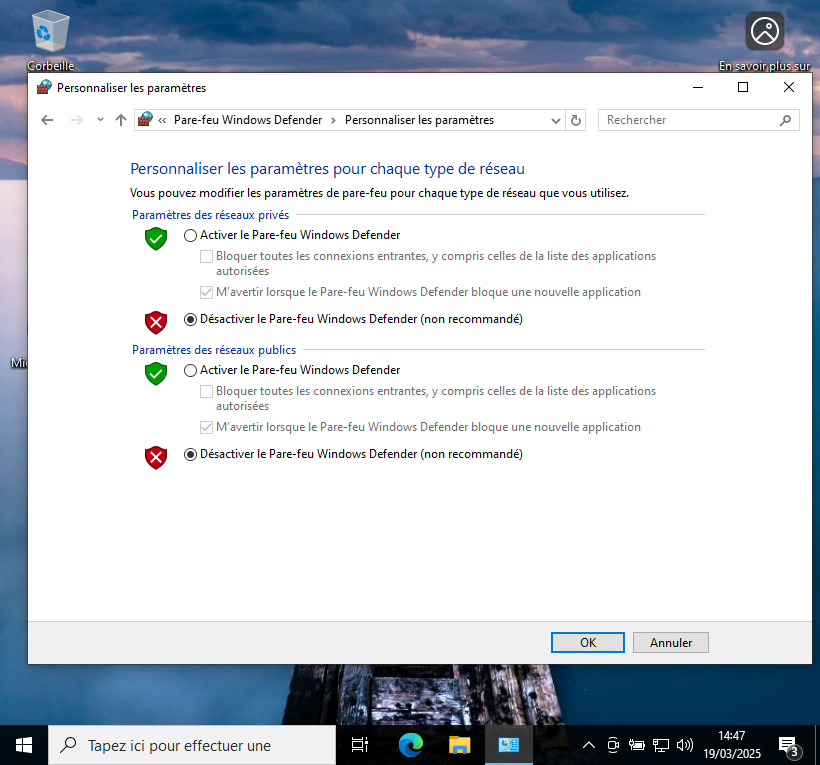 Corbeille
En savoir plus sur
Personnaliser les paramètres
« Pare-feu Windows Defender > Personnaliser les paramètres
Rechercher
Personnaliser les paramètres pour chaque type de réseau
Vous pouvez modifier les paramètres de pare-feu pour chaque type de réseau que vous utilisez.
Paramètres des réseaux privés
Activer le Pare-feu Windows Defender
Bloquer toutes les connexions entrantes, y compris celles de la liste des applications
autorisées
M'avertir lorsque le Pare-feu Windows Defender bloque une nouvelle application
Désactiver le Pare-feu Windows Defender (non recommandé)
Paramètres des réseaux publics
Activer le Pare-feu Windows Defender
Bloquer toutes les connexions entrantes, y compris celles de la liste des applications
autorisées
M'avertir lorsque le Pare-feu Windows Defender bloque une nouvelle application
Désactiver le Pare-feu Windows Defender (non recommandé)
OK
Annuler
Tapez ici pour effectuer une
14:47
19/03/2025
3